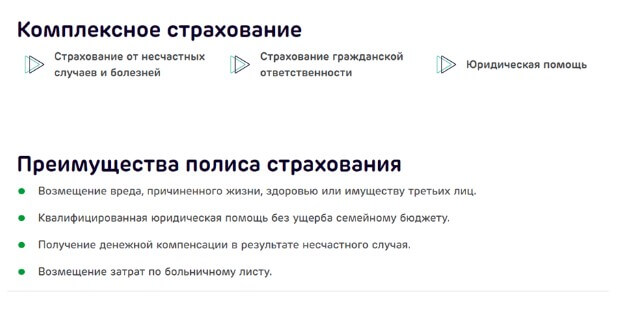 Комплексное страхование
Страхование от несчастных
случаев и болезней
Страхование гражданской
ответственности
Юридическая помощь
Преимущества полиса страхования
Возмещение вреда, причиненного жизни, здоровью или имуществу третьих лиц.
Квалифицированная юридическая помощь без ущерба семейному бюджету.
Получение денежной компенсации в результате несчастного случая.
Возмещение затрат по больничному листу.